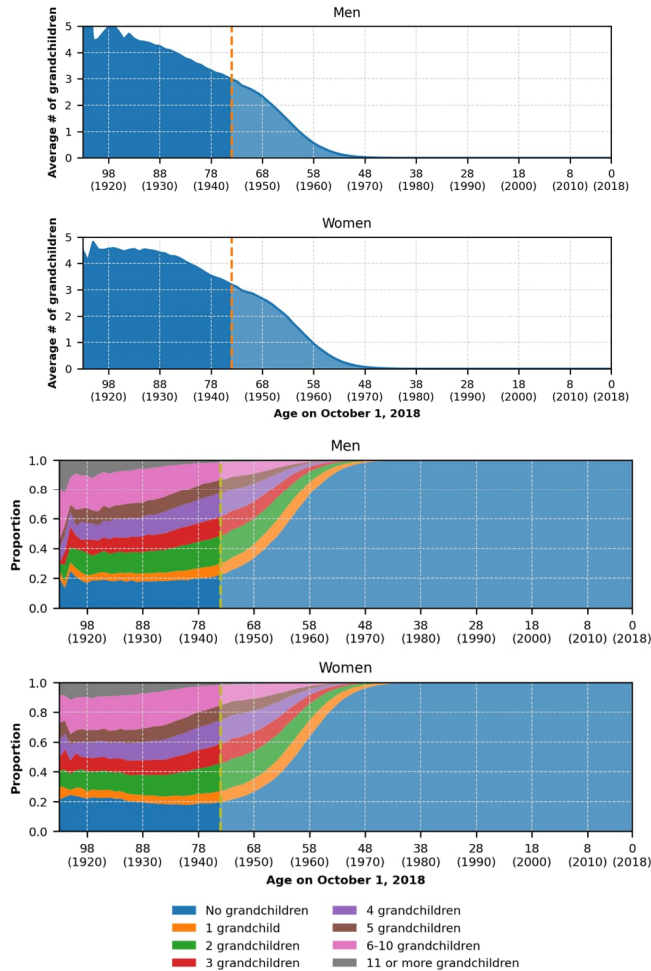 Men
Average # of grandchildren
5
4
3
2
1
0
98 88 78 68 58 48 38 28 18 8 0
(1920) (1930) (1940) (1950) (1960) (1970) (1980) (1990) (2000) (2010) (2018)
Women
Average # of grandchildren
5
4
3
2
1
0
98 88 78 68 58 48 38 28 18 8 0
(1920) (1930) (1940) (1950) (1960) (1970) (1980) (1990) (2000) (2010) (2018)
Age on October 1, 2018
Men
Proportion
1.0
0.8
0.6
0.4
0.2
0.0
98 88 78 68 58 48 38 28 18 8 0
(1920) (1930) (1940) (1950) (1960) (1970) (1980) (1990) (2000) (2010) (2018)
Women
Proportion
1.0
0.8
0.6
0.4
0.2
0.0
98 88 78 68 58 48 38 28 18 8 0
(1920) (1930) (1940) (1950) (1960) (1970) (1980) (1990) (2000) (2010) (2018)
Age on October 1, 2018
No grandchildren
1 grandchild
2 grandchildren
3 grandchildren
4 grandchildren
5 grandchildren
6-10 grandchildren
11 or more grandchildren